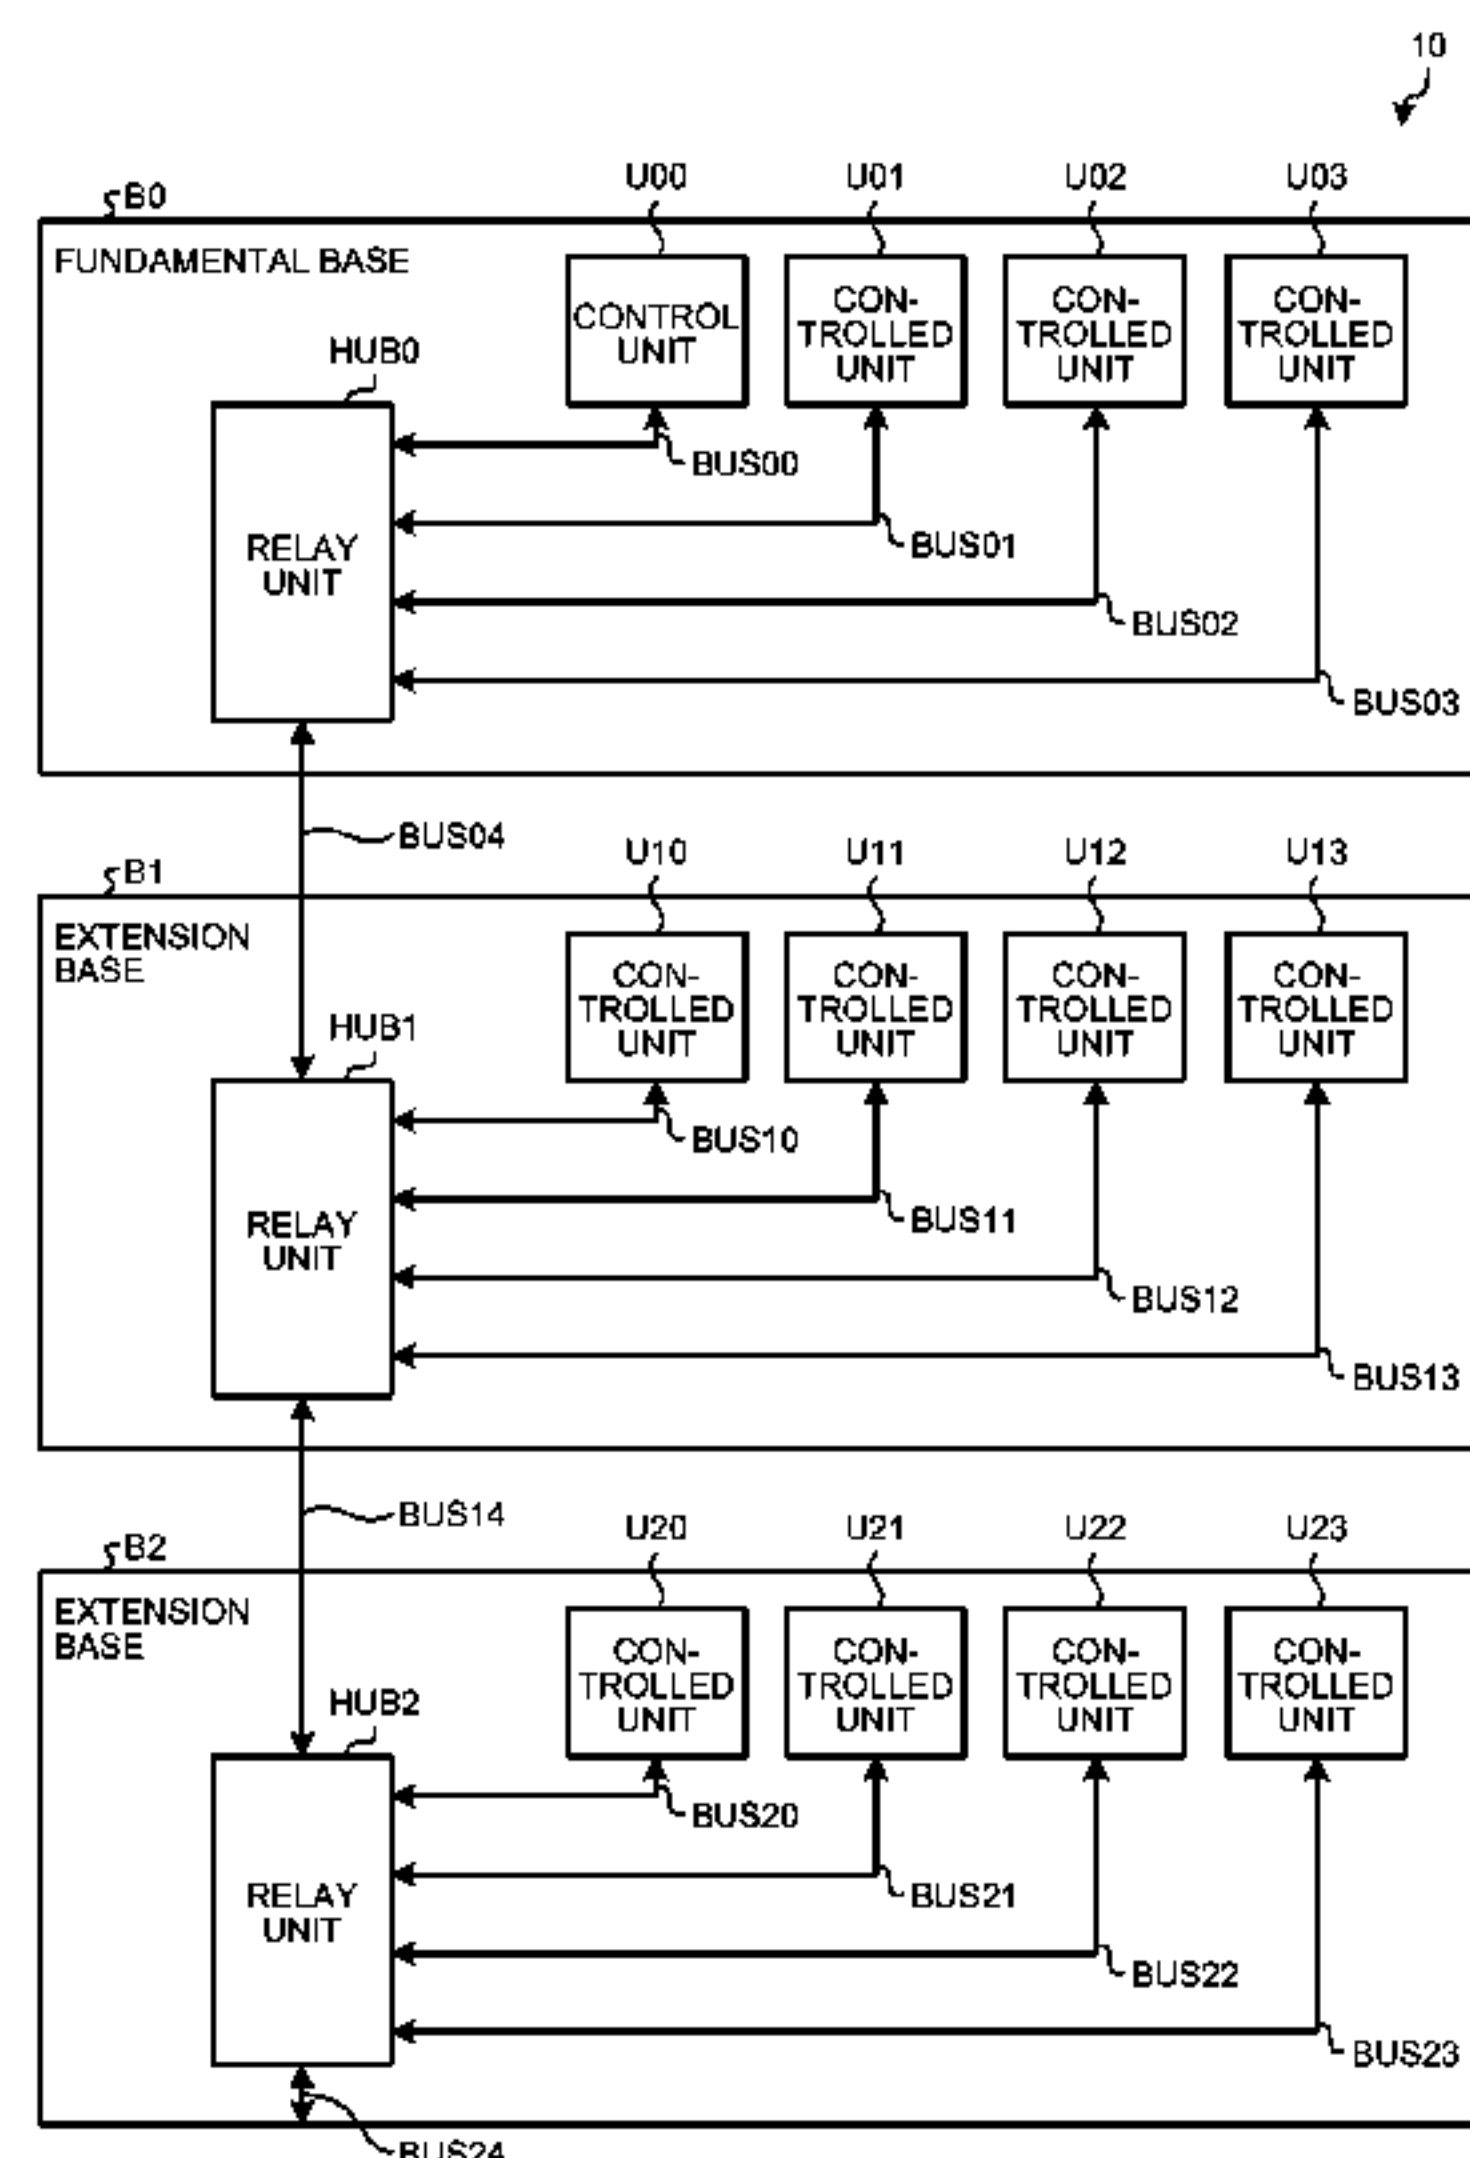 10
B0
U00
U01
U02
U03
FUNDAMENTAL BASE
CONTROL
UNIT
CON-
TROLLED
UNIT
CON-
TROLLED
UNIT
CON-
TROLLED
UNIT
HUB0
RELAY
UNIT
BUS00
BUS01
BUS02
BUS03
BUS04
B1
U10
U11
U12
U13
EXTENSION
BASE
CON-
TROLLED
UNIT
CON-
TROLLED
UNIT
CON-
TROLLED
UNIT
CON-
TROLLED
UNIT
HUB1
RELAY
UNIT
BUS10
BUS11
BUS12
BUS13
BUS14
B2
U20
U21
U22
U23
EXTENSION
BASE
CON-
TROLLED
UNIT
CON-
TROLLED
UNIT
CON-
TROLLED
UNIT
CON-
TROLLED
UNIT
HUB2
RELAY
UNIT
BUS20
BUS21
BUS22
BUS23
BUS24